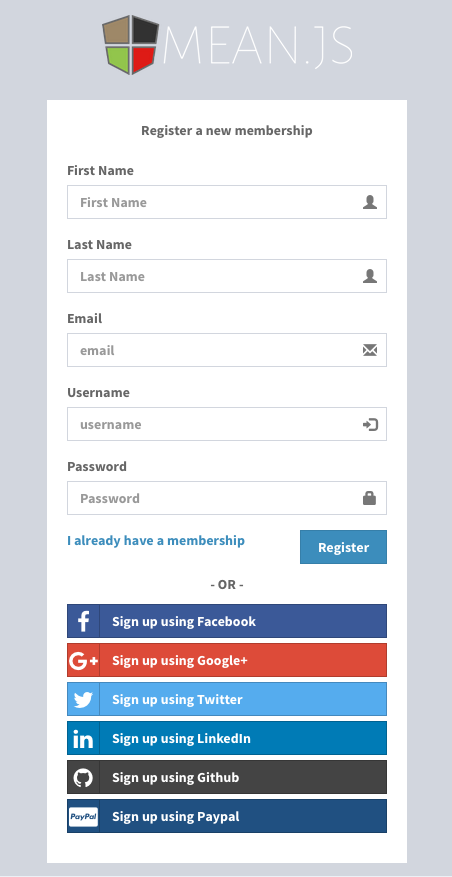 MEAN.JS
Register a new membership
First Name
First Name
Last Name
Last Name
Email
email
Username
username
Password
Password
I already have a membership
Register
- OR -
Sign up using Facebook
G+ Sign up using Google+
Sign up using Twitter
in Sign up using LinkedIn
Sign up using Github
PayPal Sign up using Paypal